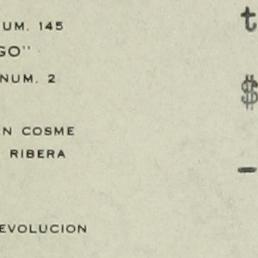 UM. 145
GO"
NUM. 2
N COSME
RIBERA
EVOLUCION
t
$
-